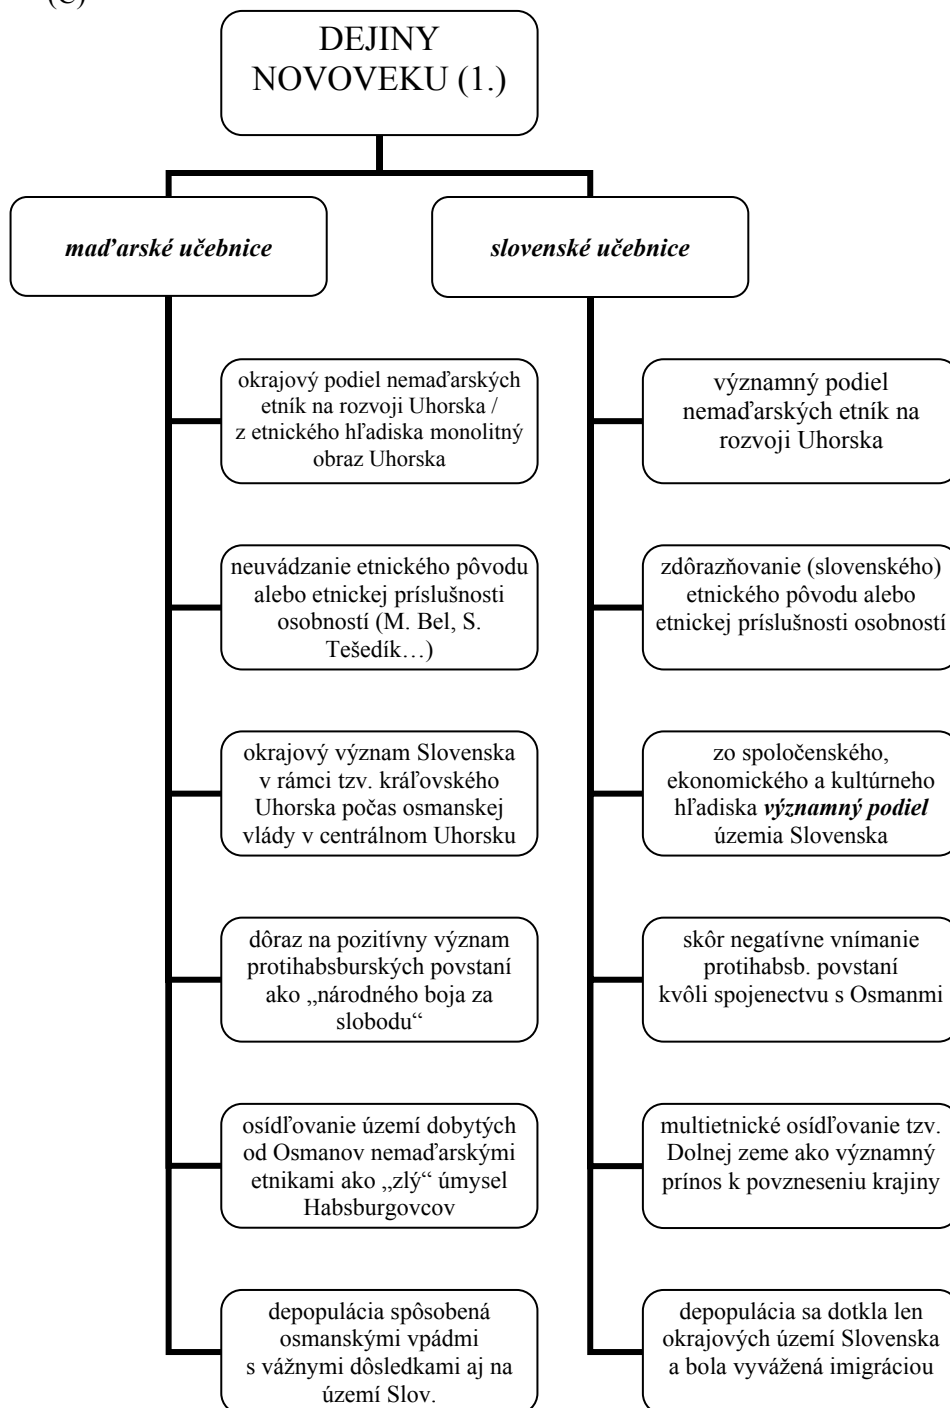 (C)
DEJINY
NOVOVEKU (1.)
maďarské učebnice
slovenské učebnice
okrajový podiel nemaďarských
etník na rozvoji Uhorska /
z etnického hľadiska monolitný
obraz Uhorska
významný podiel
nemaďarských etník na
rozvoji Uhorska
neuvádzanie etnického pôvodu
alebo etnickej príslušnosti
osobností (M. Bel, S.
Tešedík…)
zdôrazňovanie (slovenského)
etnického pôvodu alebo
etnickej príslušnosti osobností
okrajový význam Slovenska
v rámci tzv. kráľovského
Uhorska počas osmanskej
vlády v centrálnom Uhorsku
zo spoločenského,
ekonomického a kultúrneho
hľadiska významný podiel
územia Slovenska
dôraz na pozitívny význam
protihabsburských povstaní
ako „národného boja za
slobodu“
skôr negatívne vnímanie
protihabsb. povstaní
kvôli spojenectvu s Osmanmi
osídľovanie území dobytých
od Osmanov nemaďarskými
etnikami ako „zlý“ úmysel
Habsburgovcov
multietnické osídľovanie tzv.
Dolnej zeme ako významný
prínos k povzneseniu krajiny
depopulácia spôsobená
osmanskými vpádmi
s vážnymi dôsledkami aj na
území Slov.
depopulácia sa dotkla len
okrajových území Slovenska
a bola vyvážená imigráciou